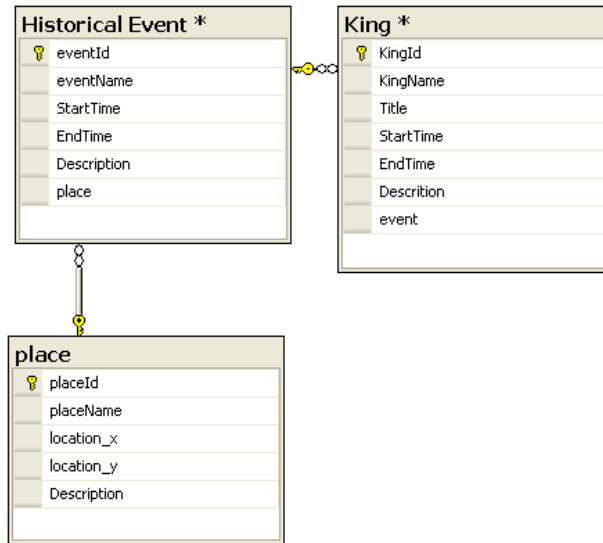 Historical Event *
eventId
eventName
StartTime
EndTime
Description
place
King *
KingId
KingName
Title
StartTime
EndTime
Descrition
event
place
placeId
placeName
location_x
location_y
Description